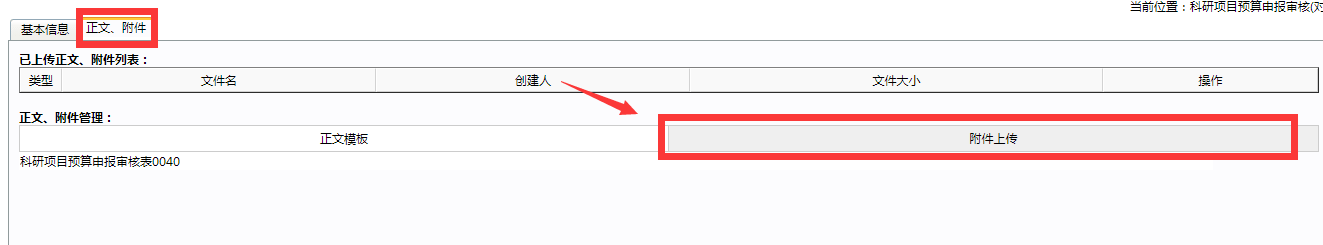 当前位置：科研项目预算申报审核(对
基本信息 正文、附件
已上传正文、附件列表：
类型 文件名 创建人 文件大小 操作
正文、附件管理：
正文模板 附件上传
科研项目预算申报审核表0040